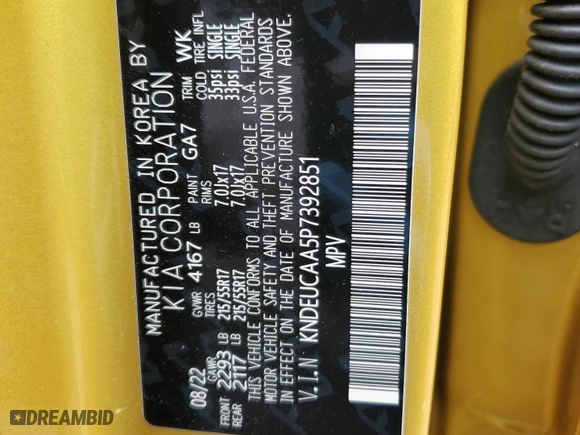 MANUFACTURED IN KOREA BY
KIA CORPORATION
08/22 GVWR 4167 LB PAINT GA7 TRIM WK
GAWR TIRES RIMS COLD TIRE INFL
FRONT 2293 LB 215/55R17 7.0Jx17 35psi SINGLE
REAR 2117 LB 215/55R17 7.0Jx17 33psi SINGLE
THIS VEHICLE CONFORMS TO ALL APPLICABLE U.S.A. FEDERAL
MOTOR VEHICLE SAFETY AND THEFT PREVENTION STANDARDS
IN EFFECT ON THE DATE OF MANUFACTURE SHOWN ABOVE.
V.I.N KNDEUCAA5P7392851
MPV
DREAMBID